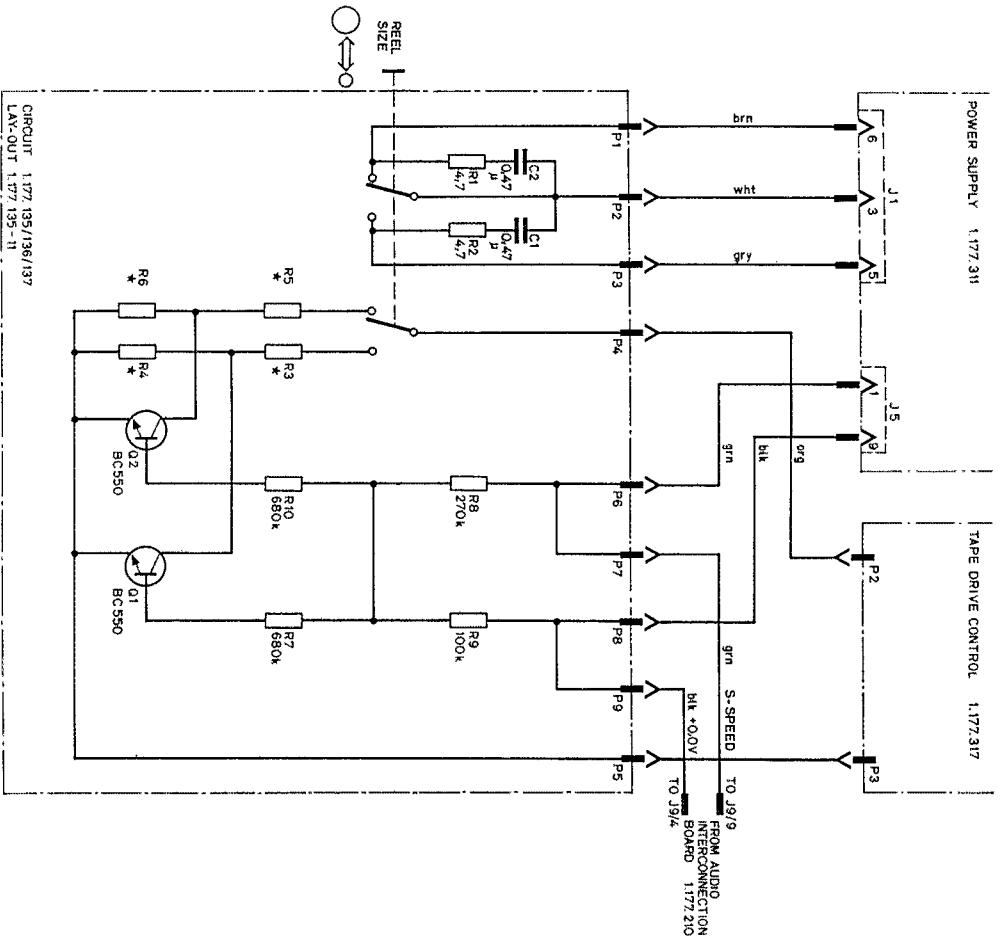 REEL
SIZE
POWER SUPPLY 1.177.311
J1
6
3
5
J5
1
9
brn
wht
gry
grn
blk
org
P1
P2
P3
P4
P6
P7
P8
P9
P5
C2
0,47
µ
R1
4,7
C1
0,47
µ
R2
4,7
R5
*
R6
*
R3
*
R4
*
Q2
BC550
R10
680k
R8
270k
Q1
BC550
R7
680k
R9
100k
TAPE DRIVE CONTROL 1.177.317
P2
P3
grn S-SPEED TO J9/9
blk +0.0V TO J9/4
FROM AUDIO
INTERCONNECTION
BOARD 1.177.210
CIRCUIT 1.177.135/136/137
LAY-OUT 1.177.135-11